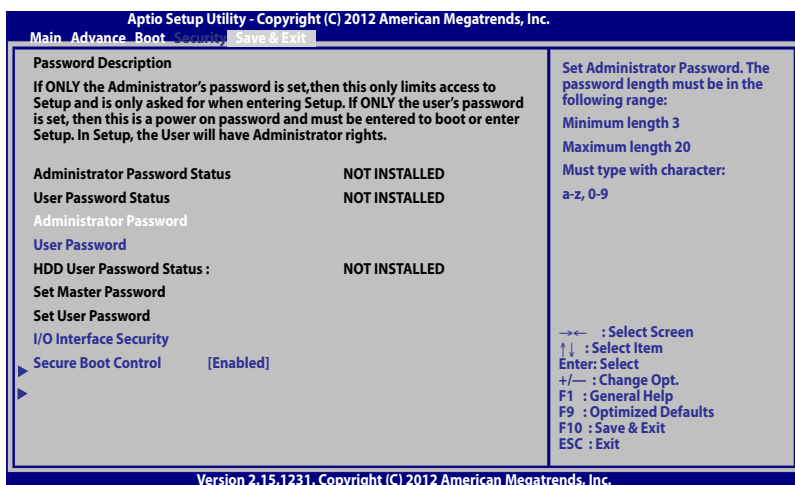 Aptio Setup Utility - Copyright (C) 2012 American Megatrends, Inc.
Main Advance Boot Security Save & Exit
Password Description
If ONLY the Administrator's password is set,then this only limits access to
Setup and is only asked for when entering Setup. If ONLY the user's password
is set, then this is a power on password and must be entered to boot or enter
Setup. In Setup, the User will have Administrator rights.
Administrator Password Status NOT INSTALLED
User Password Status NOT INSTALLED
Administrator Password
User Password
HDD User Password Status : NOT INSTALLED
Set Master Password
Set User Password
I/O Interface Security
Secure Boot Control [Enabled]
Set Administrator Password. The
password length must be in the
following range:
Minimum length 3
Maximum length 20
Must type with character:
a-z, 0-9
→← : Select Screen
↑↓ : Select Item
Enter: Select
+/— : Change Opt.
F1 : General Help
F9 : Optimized Defaults
F10 : Save & Exit
ESC : Exit
Version 2.15.1231. Copyright (C) 2012 American Megatrends, Inc.